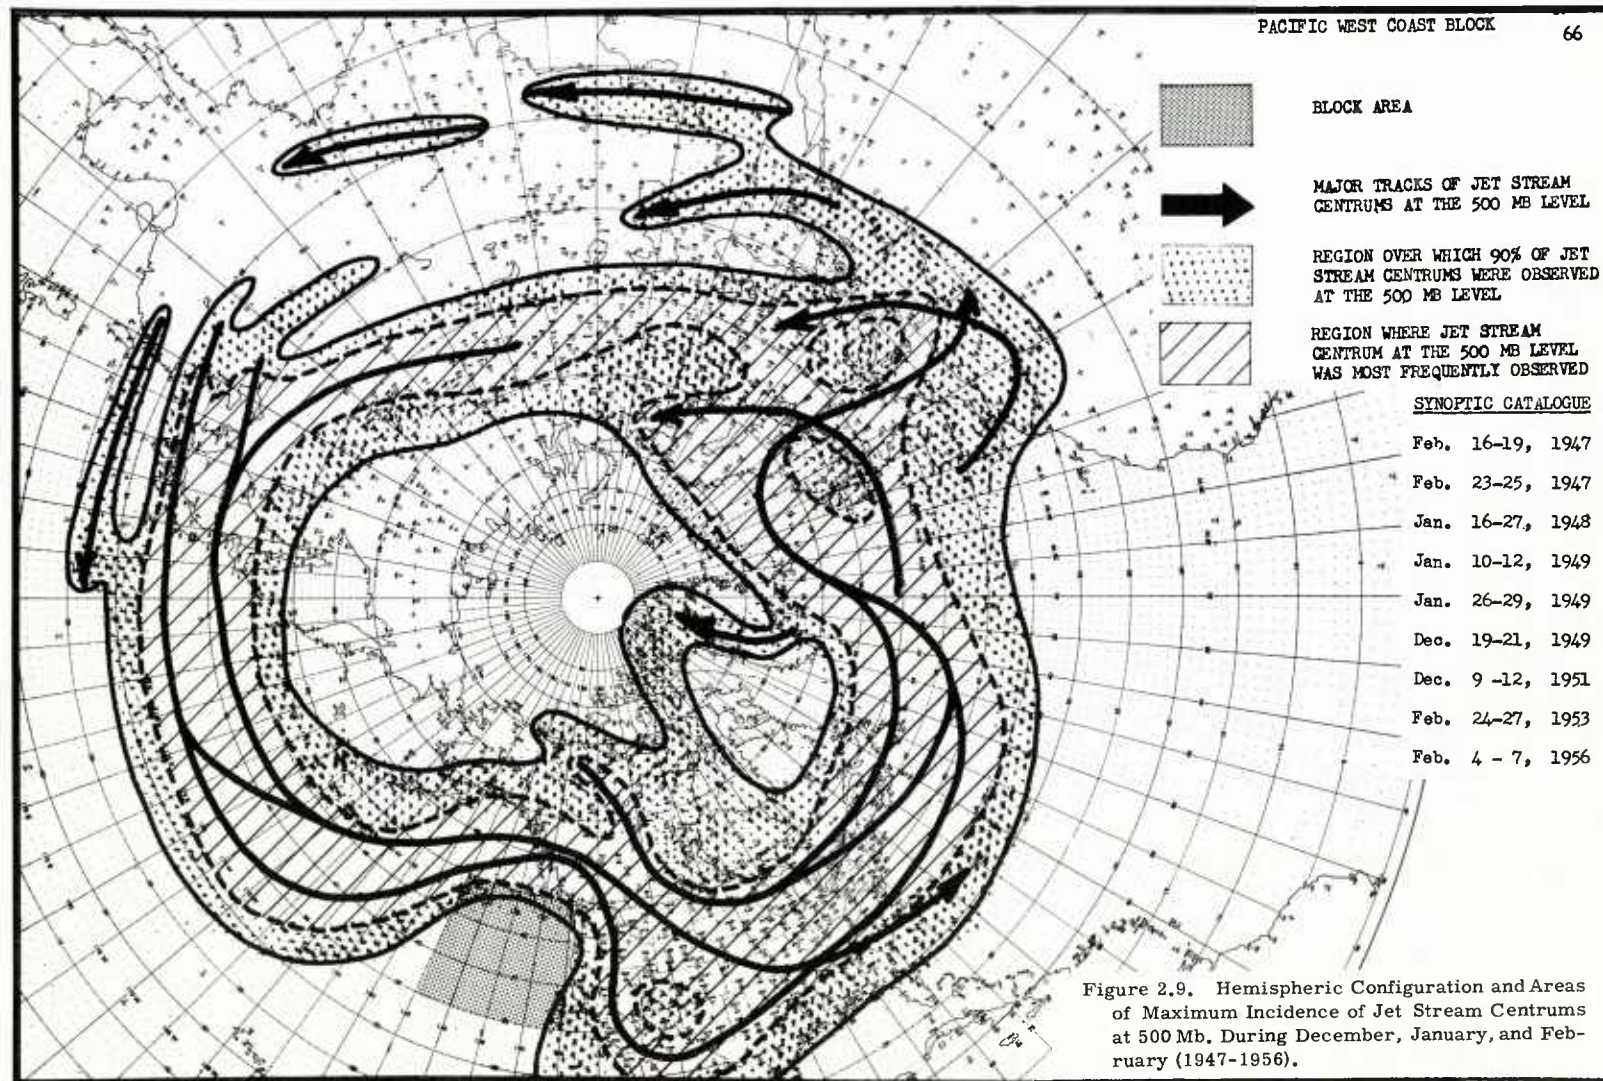 PACIFIC WEST COAST BLOCK
66
BLOCK AREA
MAJOR TRACKS OF JET STREAM
CENTRUMS AT THE 500 MB LEVEL
REGION OVER WHICH 90% OF JET
STREAM CENTRUMS WERE OBSERVED
AT THE 500 MB LEVEL
REGION WHERE JET STREAM
CENTRUM AT THE 500 MB LEVEL
WAS MOST FREQUENTLY OBSERVED
SYNOPTIC CATALOGUE
Feb. 16-19, 1947
Feb. 23-25, 1947
Jan. 16-27, 1948
Jan. 10-12, 1949
Jan. 26-29, 1949
Dec. 19-21, 1949
Dec. 9 -12, 1951
Feb. 24-27, 1953
Feb. 4 - 7, 1956
Figure 2.9. Hemispheric Configuration and Areas
of Maximum Incidence of Jet Stream Centrums
at 500 Mb. During December, January, and Feb-
ruary (1947-1956).